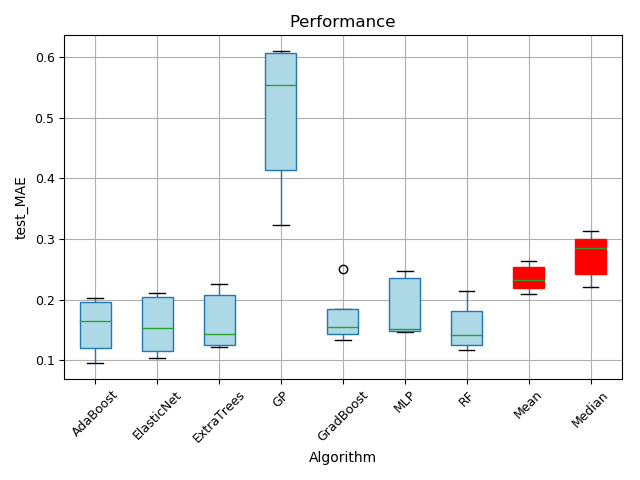 Performance
0.6
0.5
0.4
0.3
0.2
0.1
test_MAE
AdaBoost
ElasticNet
ExtraTrees
GP
GradBoost
MLP
RF
Mean
Median
Algorithm